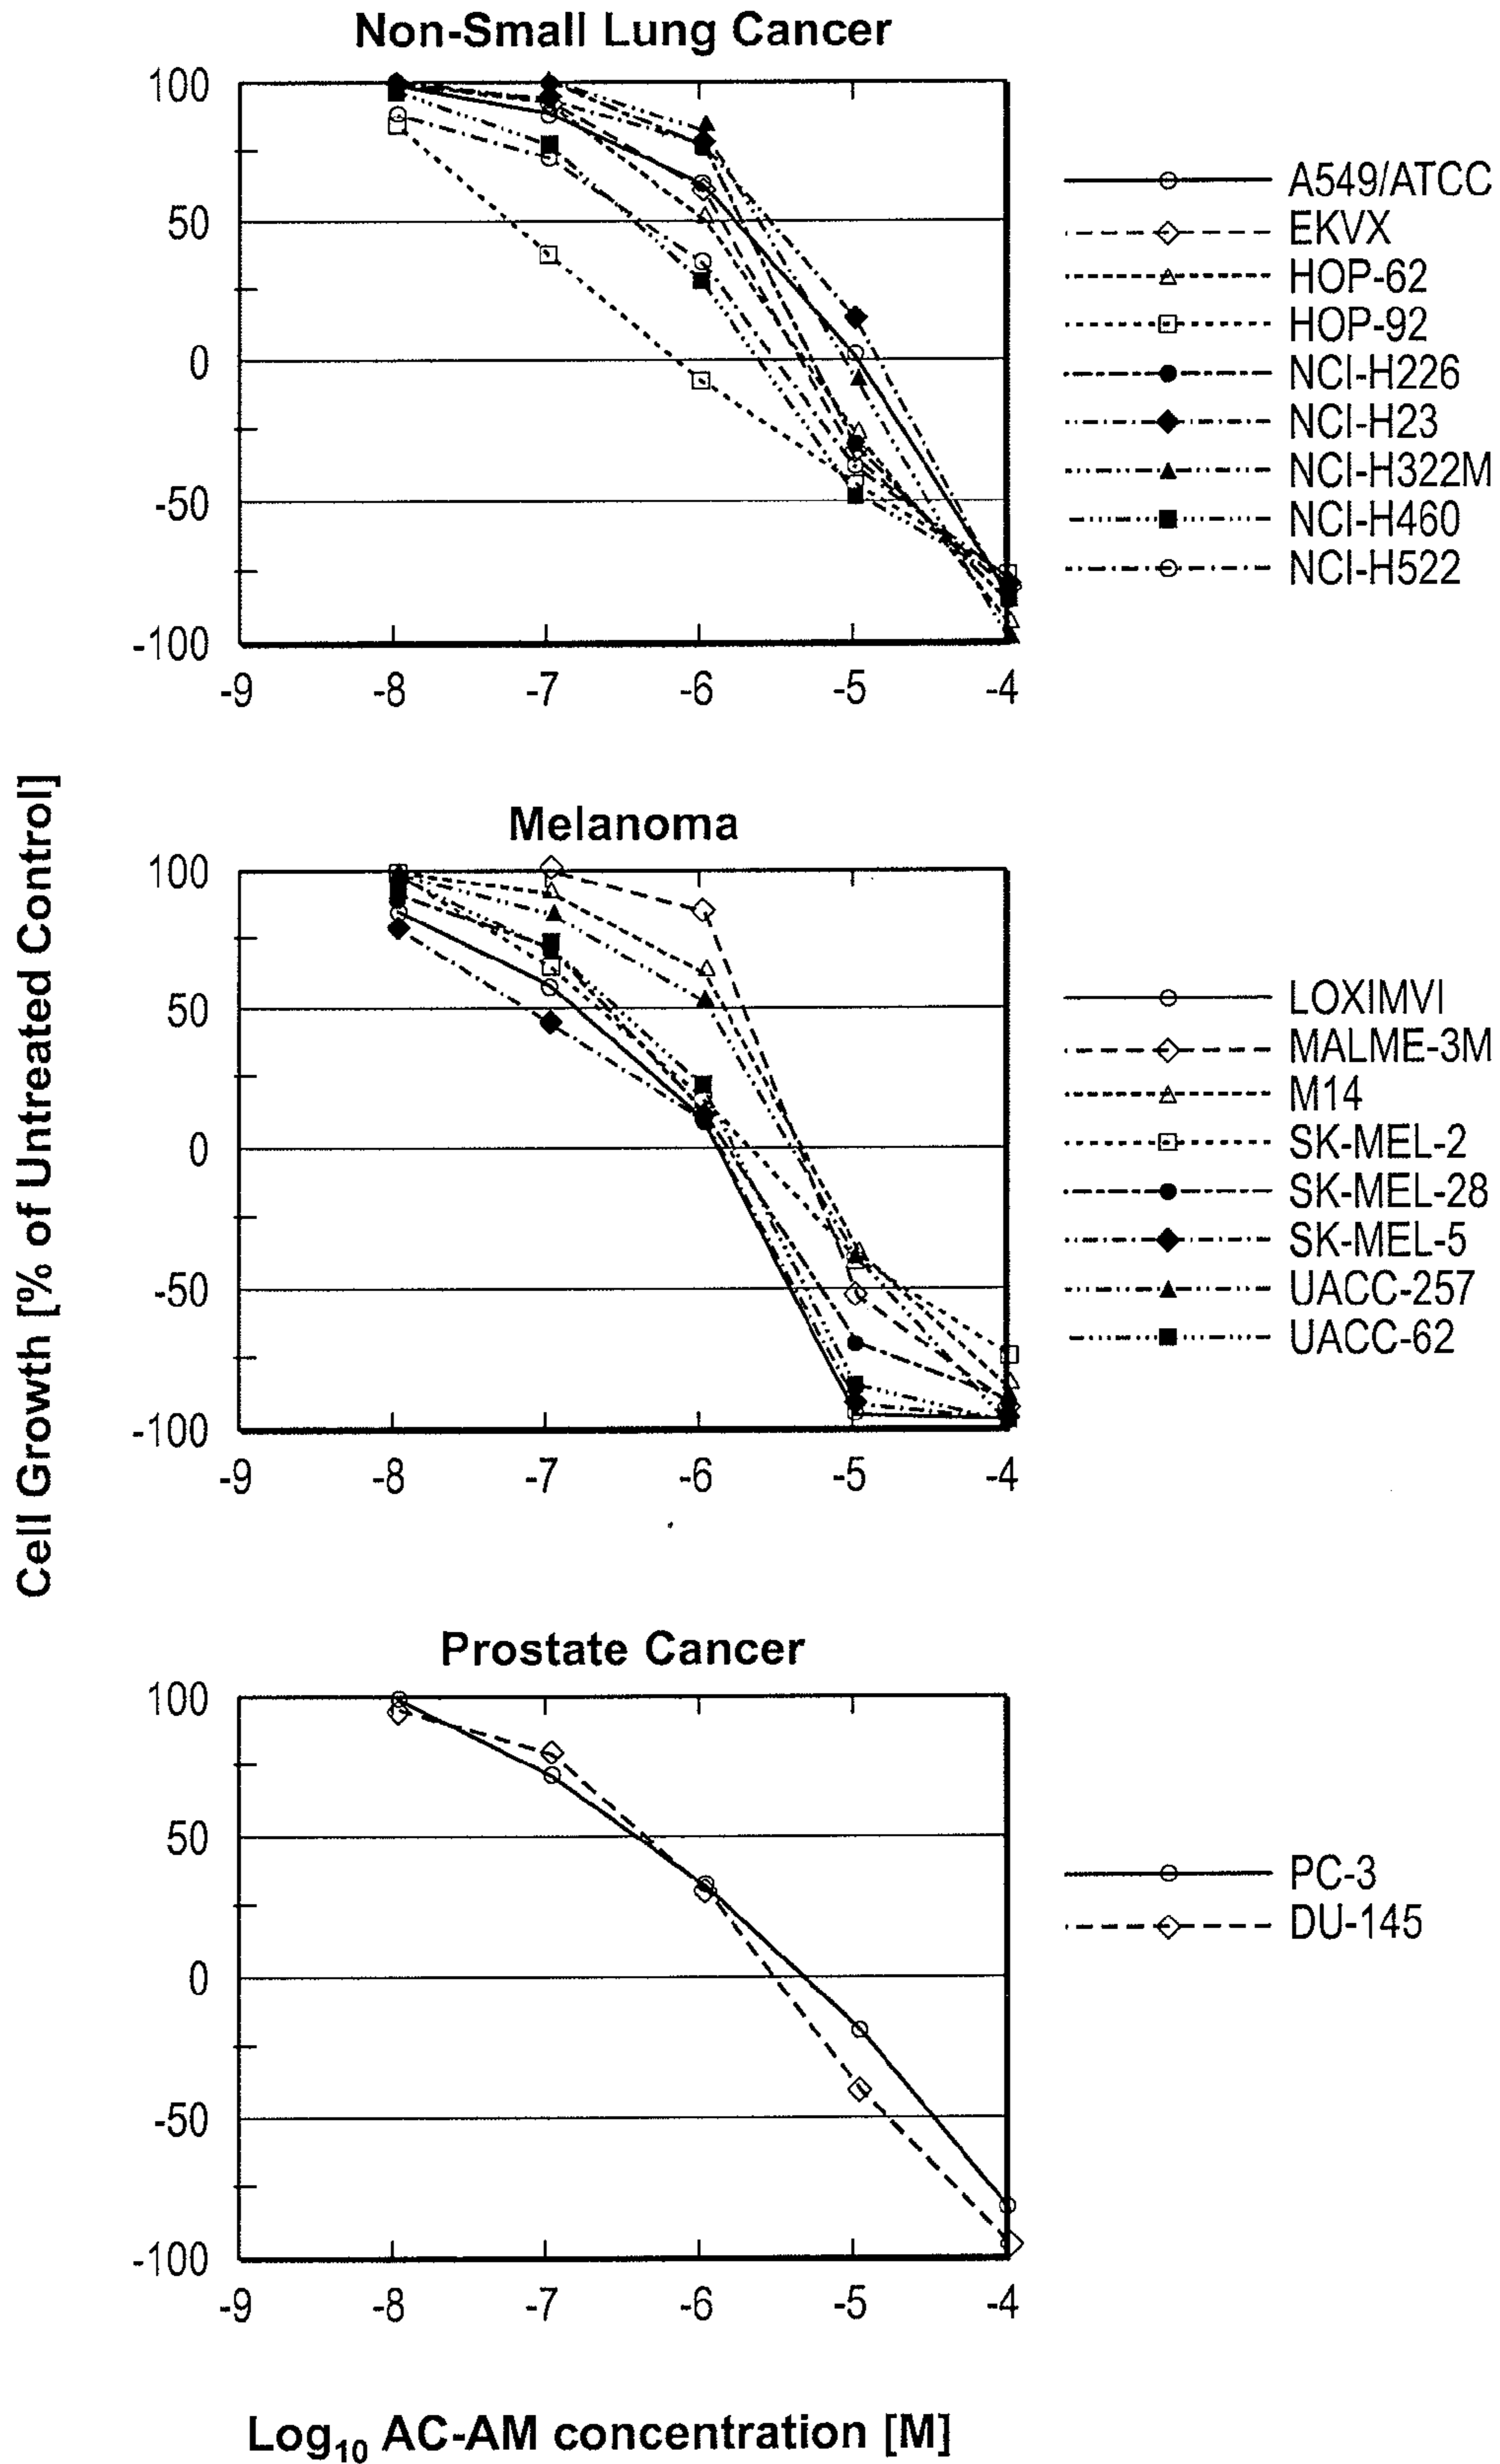 Non-Small Lung Cancer
100
50
0
-50
-100
-9 -8 -7 -6 -5 -4
A549/ATCC
EKVX
HOP-62
HOP-92
NCI-H226
NCI-H23
NCI-H322M
NCI-H460
NCI-H522
Cell Growth [% of Untreated Control]
Melanoma
100
50
0
-50
-100
-9 -8 -7 -6 -5 -4
LOXIMVI
MALME-3M
M14
SK-MEL-2
SK-MEL-28
SK-MEL-5
UACC-257
UACC-62
Prostate Cancer
100
50
0
-50
-100
-9 -8 -7 -6 -5 -4
PC-3
DU-145
Log₁₀ AC-AM concentration [M]